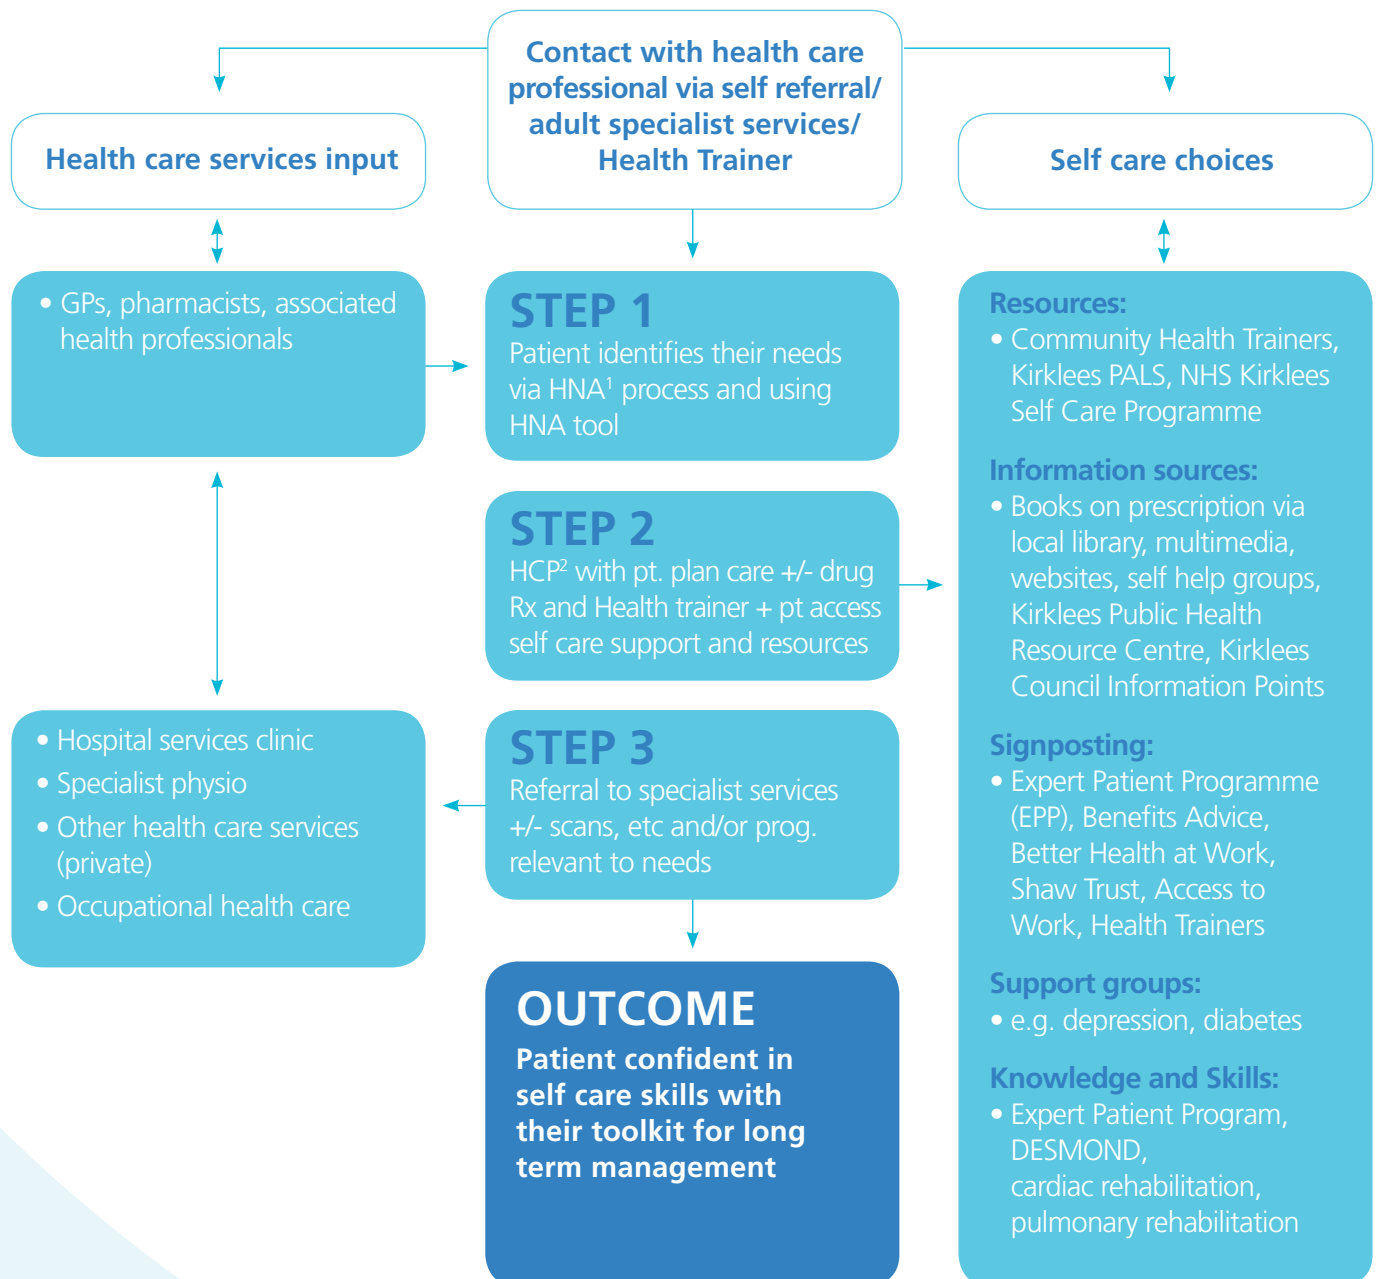 Contact with health care
professional via self referral/
adult specialist services/
Health Trainer
Health care services input
Self care choices
• GPs, pharmacists, associated
health professionals
STEP 1
Patient identifies their needs
via HNA¹ process and using
HNA tool
STEP 2
HCP² with pt. plan care +/- drug
Rx and Health trainer + pt access
self care support and resources
• Hospital services clinic
• Specialist physio
• Other health care services
(private)
• Occupational health care
STEP 3
Referral to specialist services
+/- scans, etc and/or prog.
relevant to needs
OUTCOME
Patient confident in
self care skills with
their toolkit for long
term management
Resources:
• Community Health Trainers,
Kirklees PALS, NHS Kirklees
Self Care Programme
Information sources:
• Books on prescription via
local library, multimedia,
websites, self help groups,
Kirklees Public Health
Resource Centre, Kirklees
Council Information Points
Signposting:
• Expert Patient Programme
(EPP), Benefits Advice,
Better Health at Work,
Shaw Trust, Access to
Work, Health Trainers
Support groups:
• e.g. depression, diabetes
Knowledge and Skills:
• Expert Patient Program,
DESMOND,
cardiac rehabilitation,
pulmonary rehabilitation